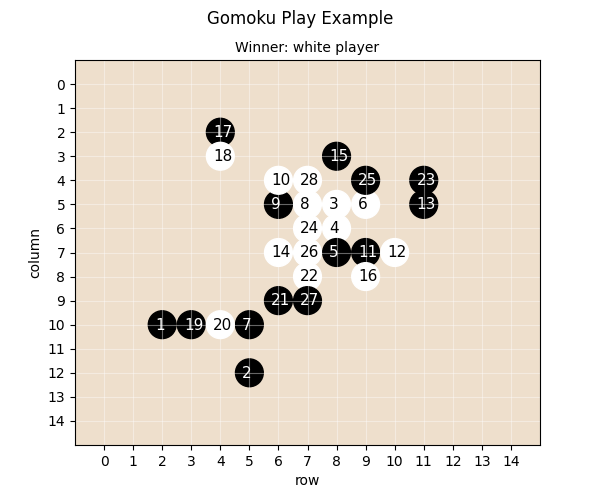 Gomoku Play Example
Winner: white player
0
1
2 17
3 18 15
4 10 28 25 23
5 9 8 3 6 13
6 24 4
7 14 26 5 11 12
8 22 16
9 21 27
10 1 19 20 7
11
12 2
13
14
column
0 1 2 3 4 5 6 7 8 9 10 11 12 13 14
row